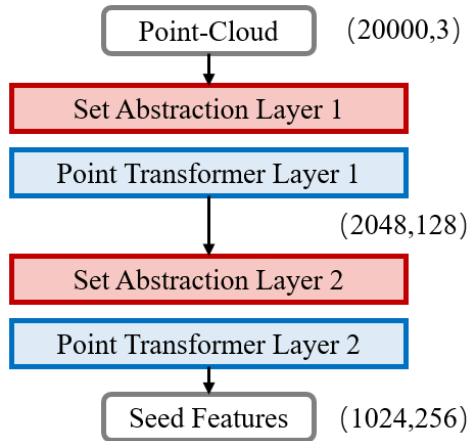 Point-Cloud (20000,3)
Set Abstraction Layer 1
Point Transformer Layer 1
(2048,128)
Set Abstraction Layer 2
Point Transformer Layer 2
Seed Features (1024,256)